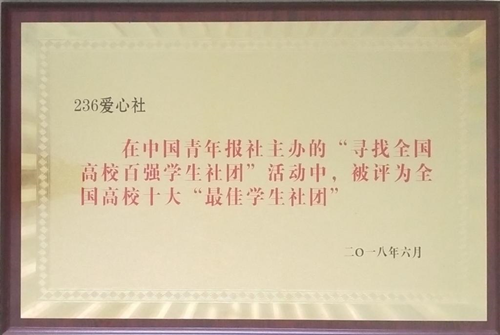 236爱心社
在中国青年报社主办的“寻找全国
高校百强学生社团”活动中，被评为全
国高校十大“最佳学生社团”
二〇一八年六月